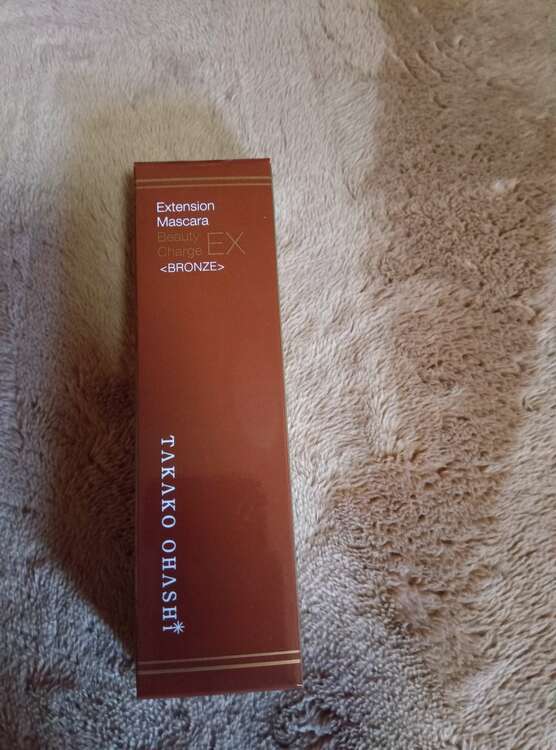 Extension
Mascara
Beauty
Charge EX
<BRONZE>
TAKAKO OHASHI